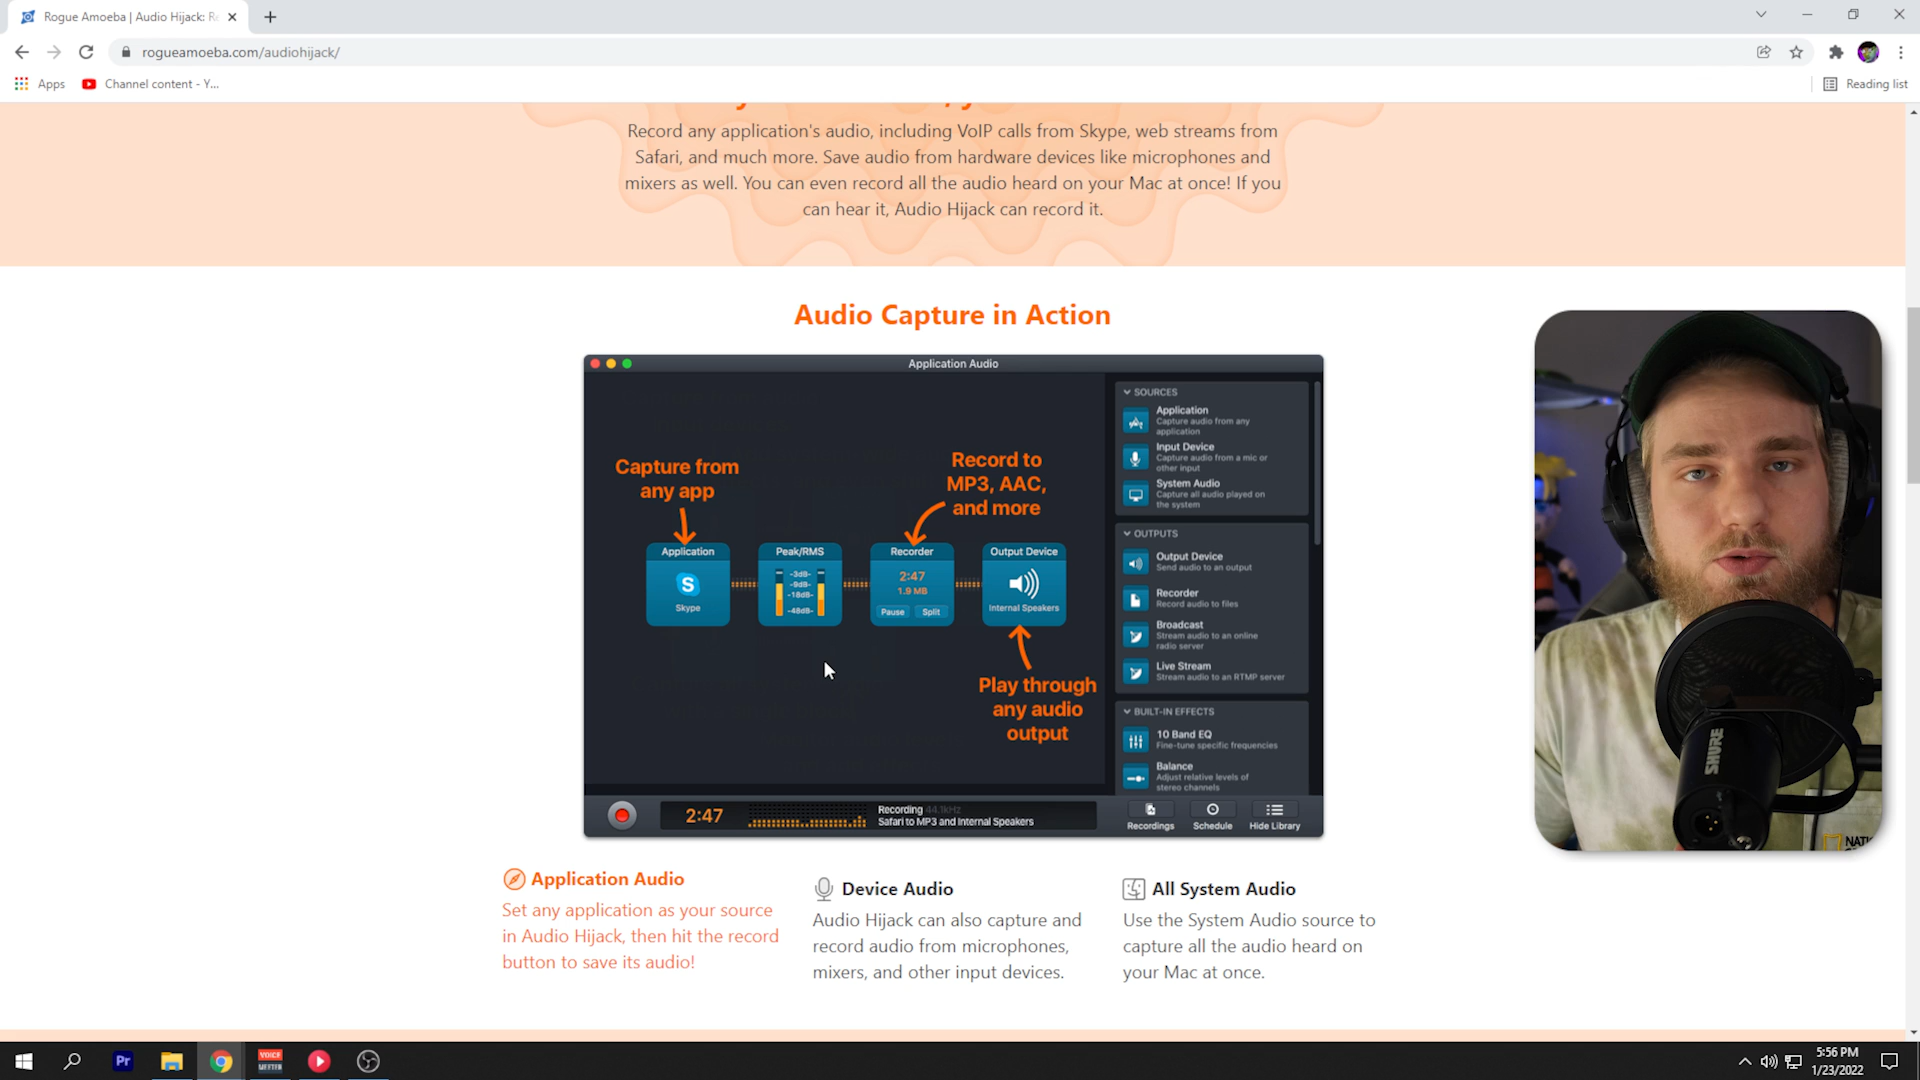 Rogue Amoeba | Audio Hijack: R
rogueamoeba.com/audiohijack/
Apps
Channel content - Y...
Reading list
Record any application's audio, including VoIP calls from Skype, web streams from
Safari, and much more. Save audio from hardware devices like microphones and
mixers as well. You can even record all the audio heard on your Mac at once! If you
can hear it, Audio Hijack can record it.
Audio Capture in Action
Application Audio
Capture from
any app
Record to
MP3, AAC,
and more
Application
Skype
Peak/RMS
-3dB-
-9dB-
-18dB-
-48dB-
Recorder
2:47
1.9 MB
Pause
Split
Output Device
Internal Speakers
Play through
any audio
output
SOURCES
Application
Capture audio from any
application
Input Device
Capture audio from a mic or
other input
System Audio
Capture all audio played on
the system
OUTPUTS
Output Device
Send audio to an output
Recorder
Record audio to files
Broadcast
Stream audio to an online
radio server
Live Stream
Stream audio to an RTMP server
BUILT-IN EFFECTS
10 Band EQ
Fine-tune specific frequencies
Balance
Adjust relative levels of
stereo channels
2:47
Recording 44.1kHz
Safari to MP3 and Internal Speakers
Recordings
Schedule
Hide Library
Application Audio
Set any application as your source
in Audio Hijack, then hit the record
button to save its audio!
Device Audio
Audio Hijack can also capture and
record audio from microphones,
mixers, and other input devices.
All System Audio
Use the System Audio source to
capture all the audio heard on
your Mac at once.
SHURE
NATI
Pr
VOICE
MEETER
5:56 PM
1/23/2022